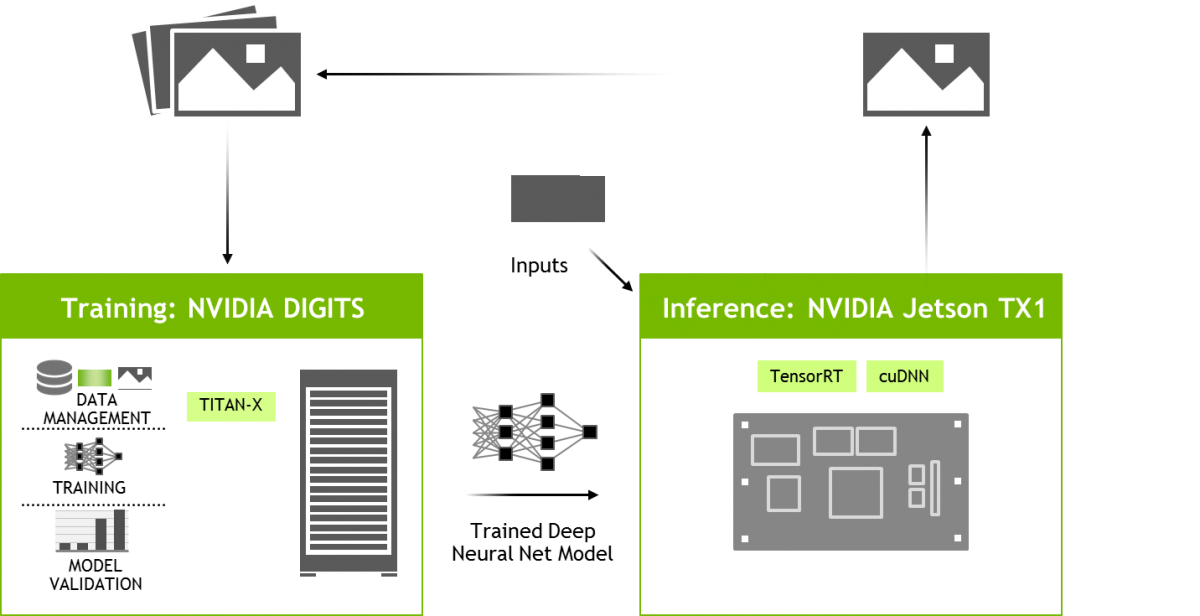 Inputs
Training: NVIDIA DIGITS
DATA
MANAGEMENT
TITAN-X
TRAINING
MODEL
VALIDATION
Trained Deep
Neural Net Model
Inference: NVIDIA Jetson TX1
TensorRT
cuDNN